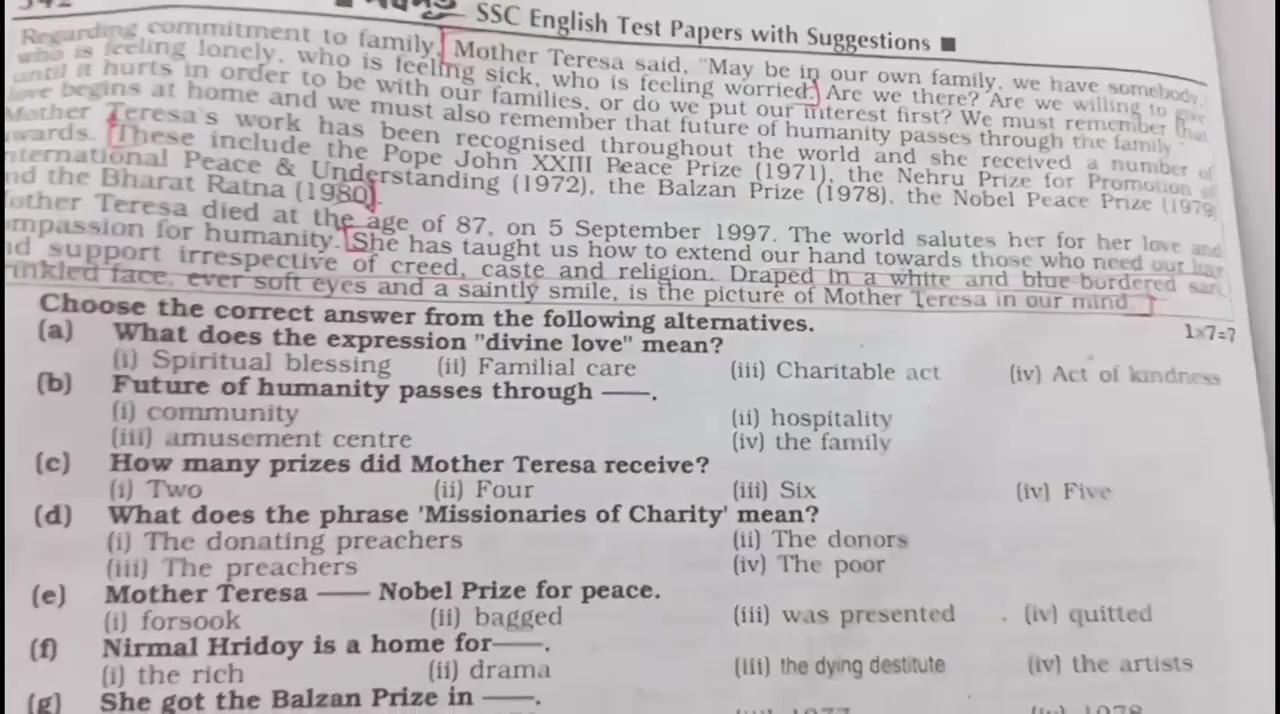 SSC English Test Papers with Suggestions ■
Regarding commitment to family, Mother Teresa said, "May be in our own family, we have somebody,
who is feeling lonely, who is feeling sick, who is feeling worried. Are we there? Are we willing to give
until it hurts in order to be with our families, or do we put our interest first? We must remember that
love begins at home and we must also remember that future of humanity passes through the family."
Mother Teresa's work has been recognised throughout the world and she received a number of
wards. These include the Pope John XXIII Peace Prize (1971), the Nehru Prize for Promotion of
nternational Peace & Understanding (1972), the Balzan Prize (1978), the Nobel Peace Prize (1979)
nd the Bharat Ratna (1980).
other Teresa died at the age of 87, on 5 September 1997. The world salutes her for her love and
mpassion for humanity. She has taught us how to extend our hand towards those who need our
nd support irrespective of creed, caste and religion. Draped in a white and blue-bordered sari,
inkled face, ever soft eyes and a saintly smile, is the picture of Mother Teresa in our mind.
Choose the correct answer from the following alternatives. 1×7=7
(a) What does the expression "divine love" mean?
(i) Spiritual blessing (ii) Familial care (iii) Charitable act (iv) Act of kindness
(b) Future of humanity passes through ——.
(i) community (ii) hospitality
(iii) amusement centre (iv) the family
(c) How many prizes did Mother Teresa receive?
(i) Two (ii) Four (iii) Six (iv) Five
(d) What does the phrase 'Missionaries of Charity' mean?
(i) The donating preachers (ii) The donors
(iii) The preachers (iv) The poor
(e) Mother Teresa —— Nobel Prize for peace.
(i) forsook (ii) bagged (iii) was presented (iv) quitted
(f) Nirmal Hridoy is a home for——.
(i) the rich (ii) drama (iii) the dying destitute (iv) the artists
(g) She got the Balzan Prize in ——.